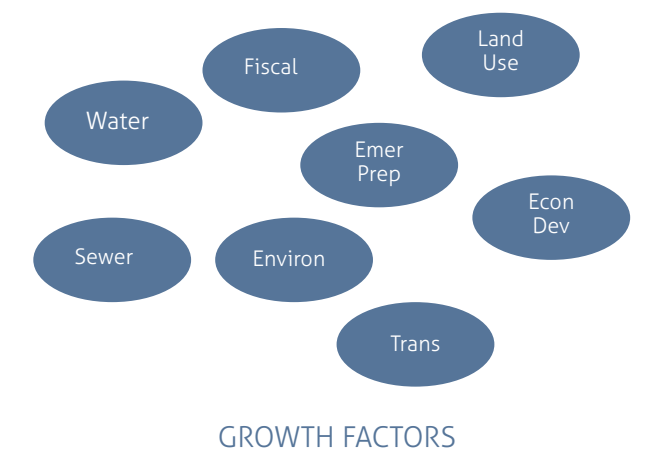 Land
Use
Fiscal
Water
Emer
Prep
Econ
Dev
Sewer
Environ
Trans
GROWTH FACTORS